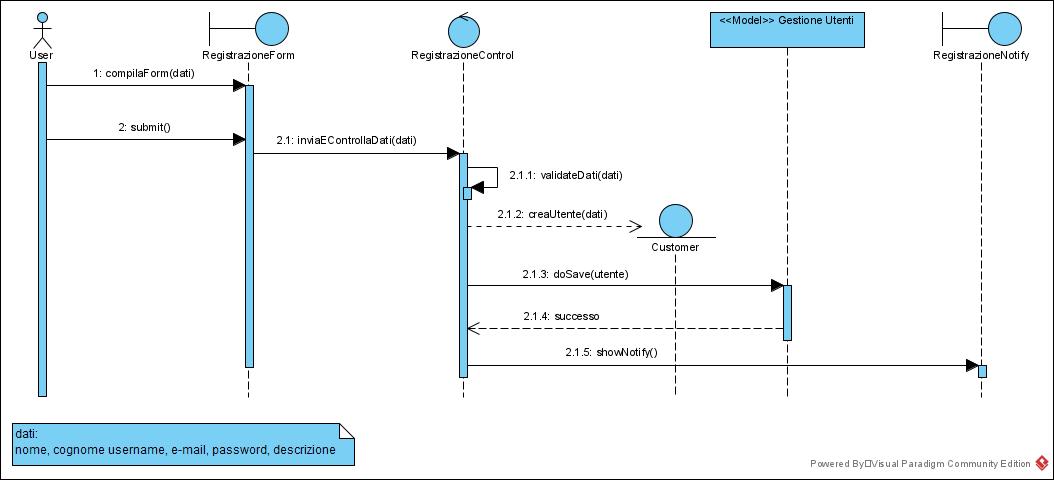 <<Model>> Gestione Utenti
User
RegistrazioneForm
RegistrazioneControl
RegistrazioneNotify
1: compilaForm(dati)
2: submit()
2.1: inviaEControllaDati(dati)
2.1.1: validateDati(dati)
2.1.2: creaUtente(dati)
Customer
2.1.3: doSave(utente)
2.1.4: successo
2.1.5: showNotify()
dati:
nome, cognome username, e-mail, password, descrizione
Powered By Visual Paradigm Community Edition